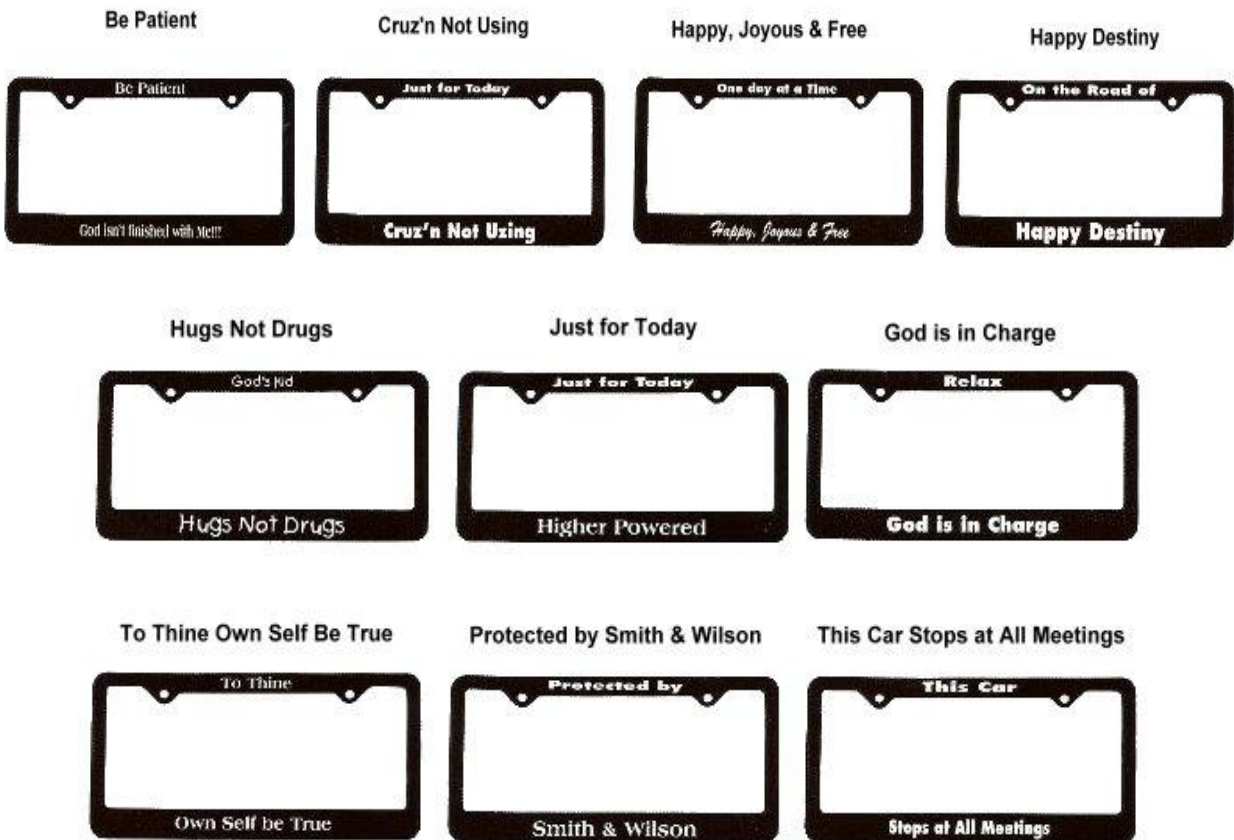 Be Patient
Cruz'n Not Using
Happy, Joyous & Free
Happy Destiny
Be Patient
God isn't finished with Me!!!
Just for Today
Cruz'n Not Uzing
One day at a Time
Happy, Joyous & Free
On the Road of
Happy Destiny
Hugs Not Drugs
Just for Today
God is in Charge
God's kid
Hugs Not Drugs
Just for Today
Higher Powered
Relax
God is in Charge
To Thine Own Self Be True
Protected by Smith & Wilson
This Car Stops at All Meetings
To Thine
Own Self be True
Protected by
Smith & Wilson
This Car
Stops at All Meetings